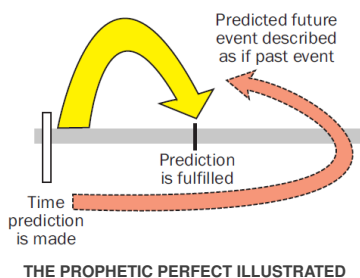 Predicted future
event described
as if past event
Prediction
is fulfilled
Time
prediction
is made
THE PROPHETIC PERFECT ILLUSTRATED